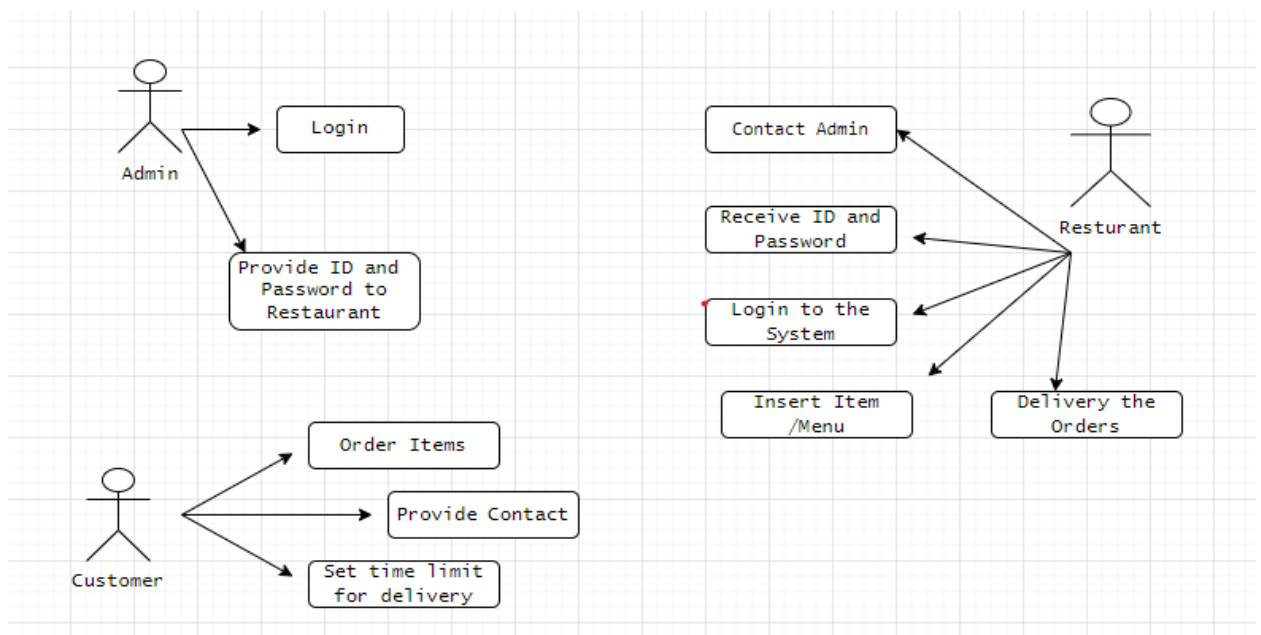 Login
Admin
Provide ID and
Password to
Restaurant
Contact Admin
Resturant
Receive ID and
Password
Login to the
System
Insert Item
/Menu
Delivery the
Orders
Order Items
Provide Contact
Customer
Set time limit
for delivery